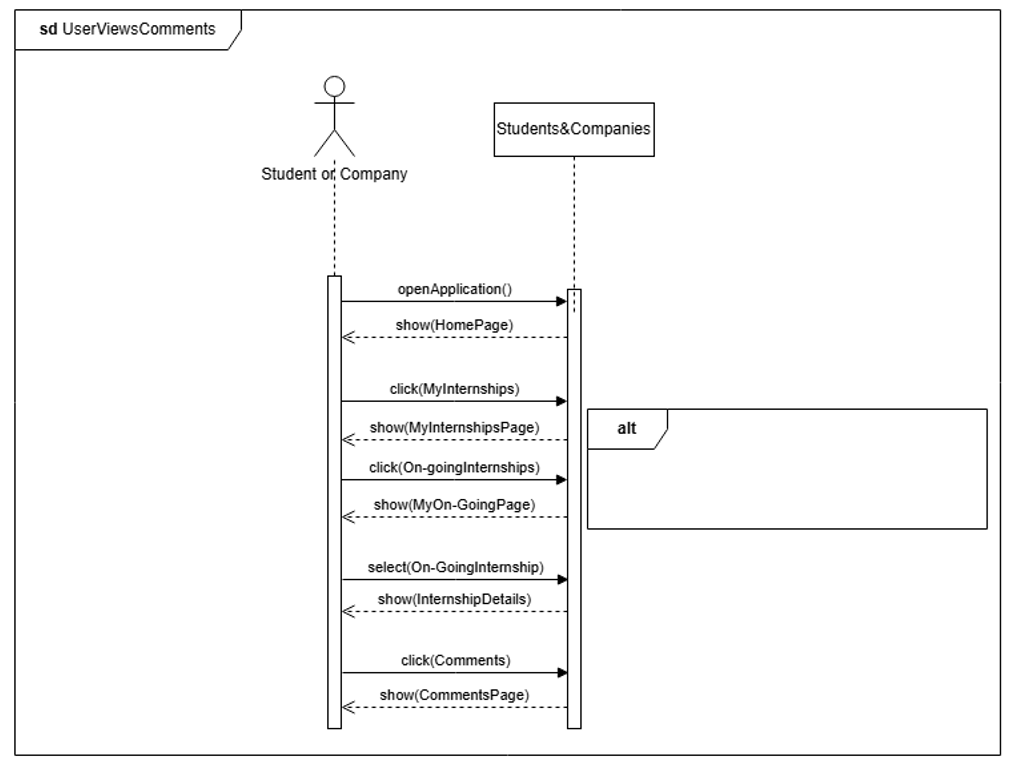 sd UserViewsComments
Students&Companies
Student or Company
openApplication()
show(HomePage)
click(MyInternships)
show(MyInternshipsPage)
alt
click(On-goingInternships)
show(MyOn-GoingPage)
select(On-GoingInternship)
show(InternshipDetails)
click(Comments)
show(CommentsPage)